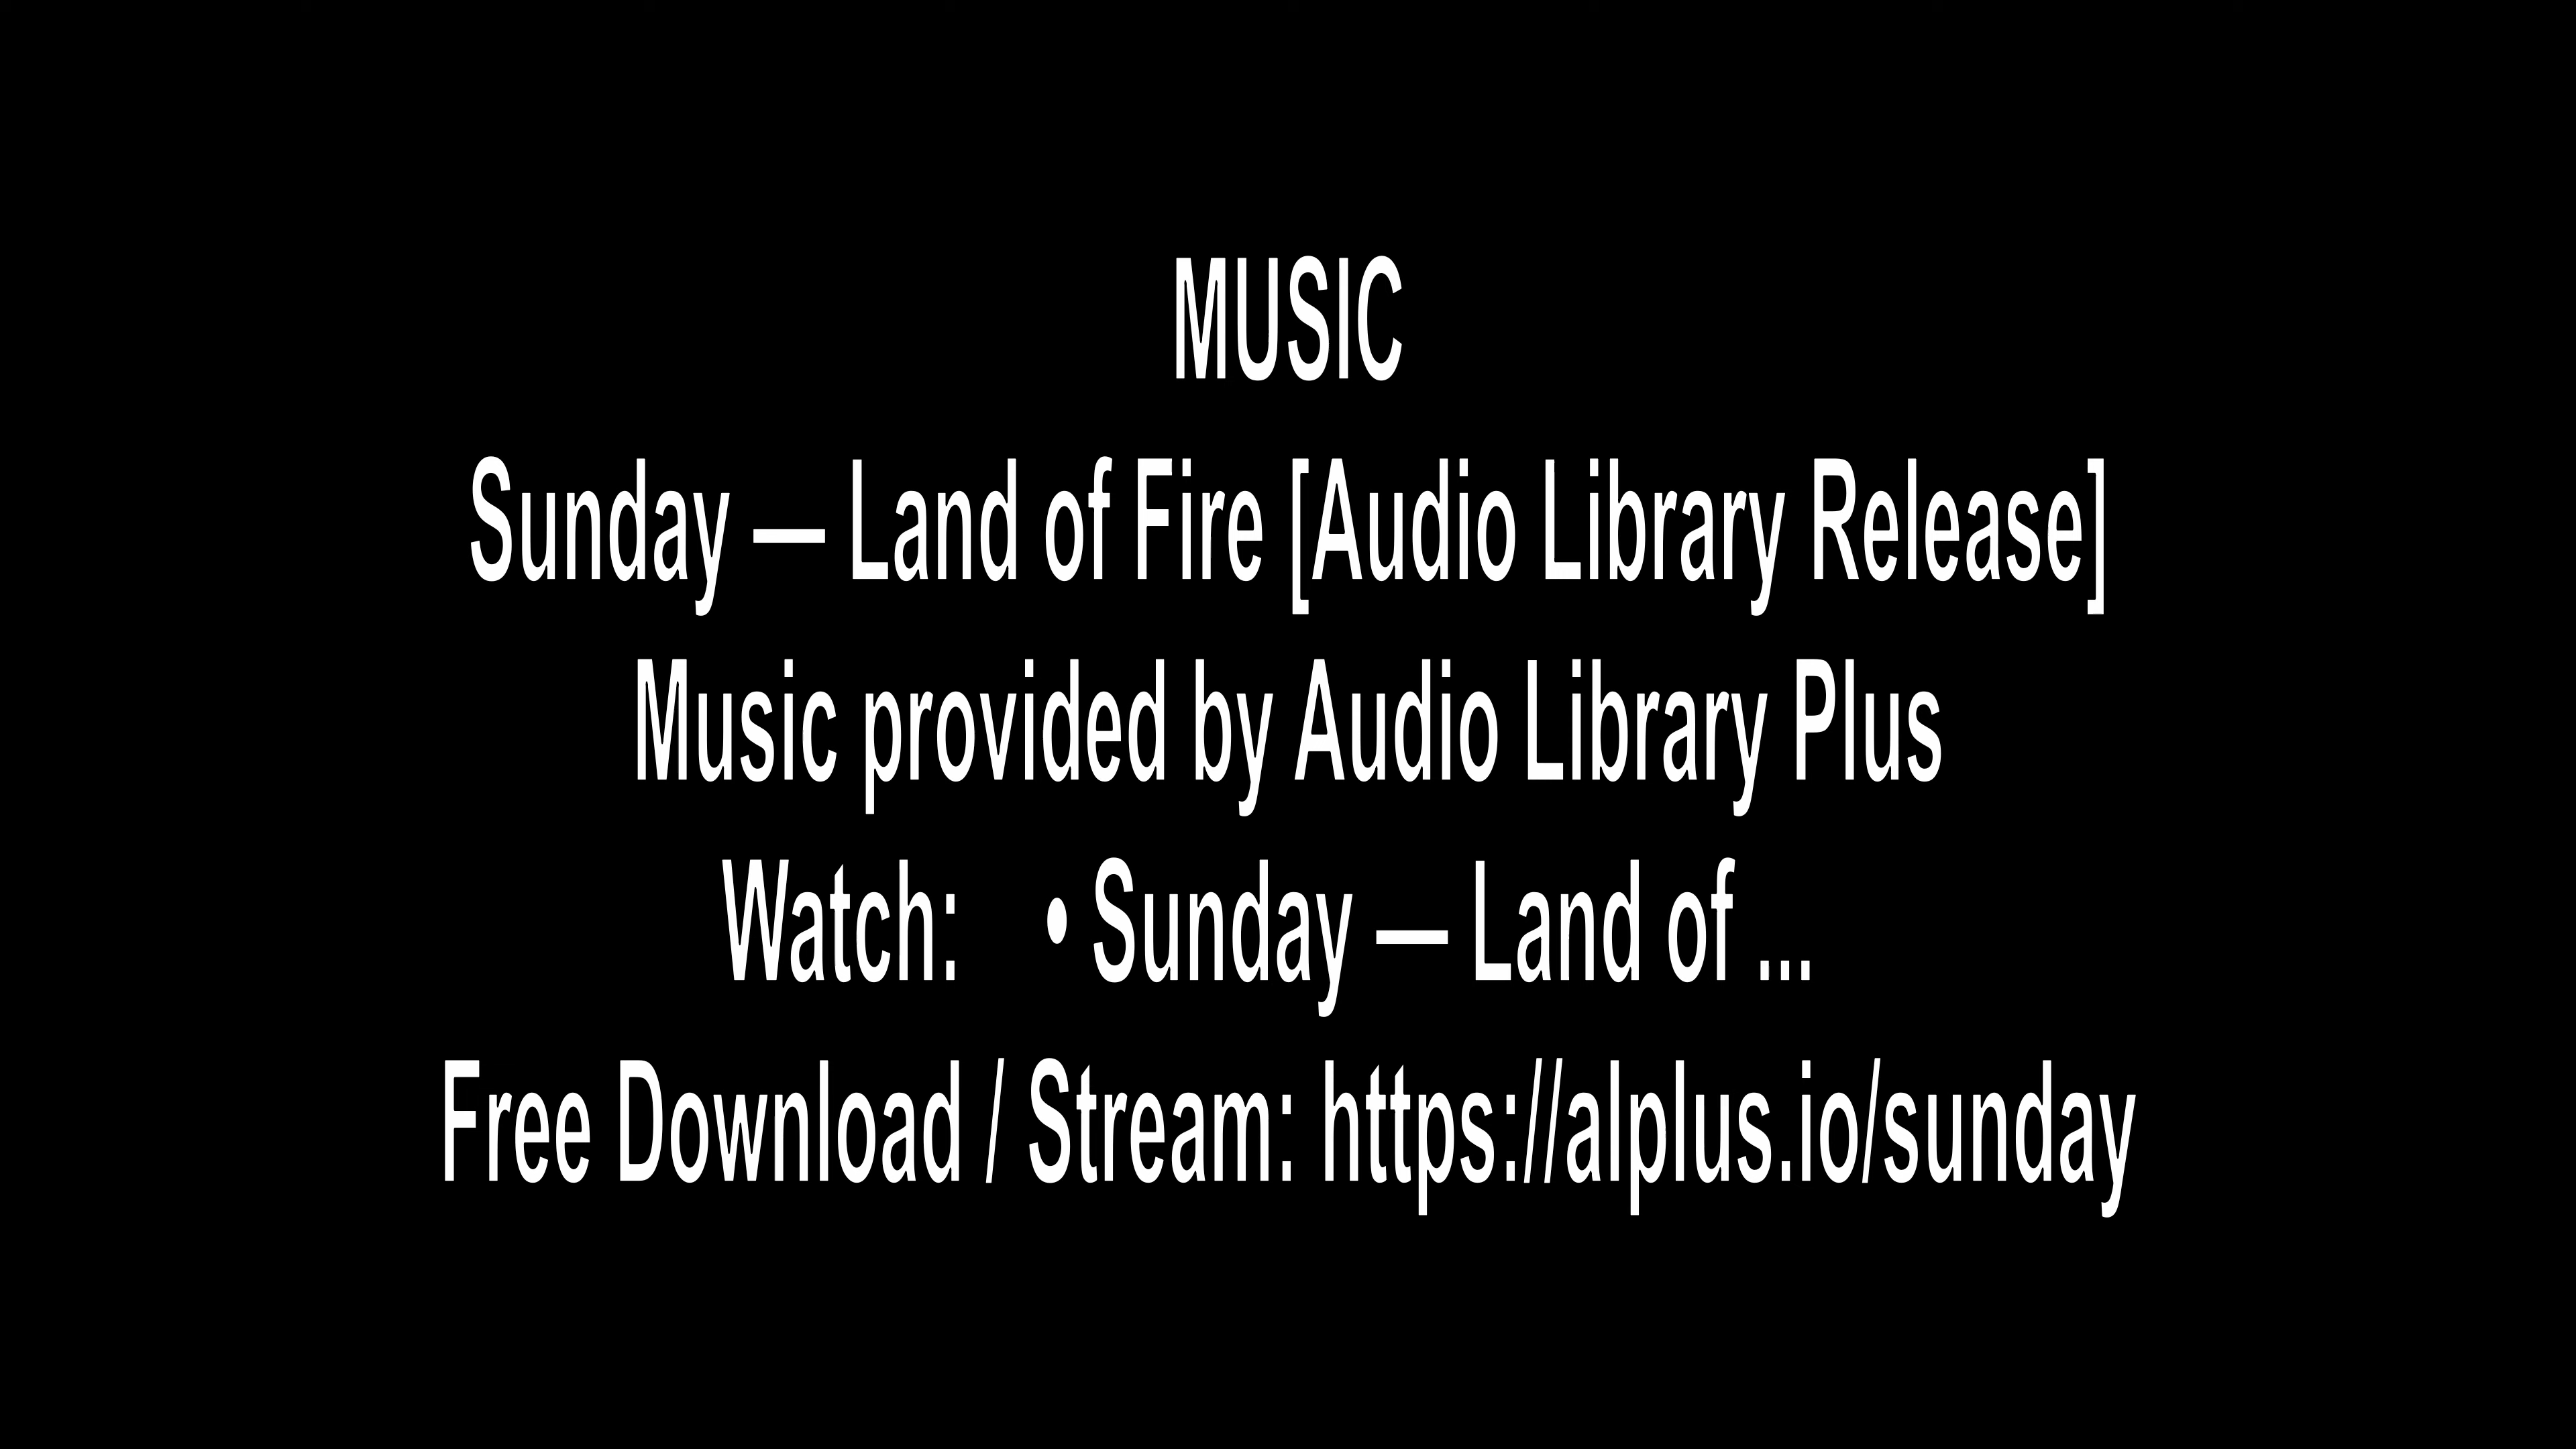 MUSIC
Sunday — Land of Fire [Audio Library Release]
Music provided by Audio Library Plus
Watch: • Sunday — Land of ...
Free Download / Stream: https://alplus.io/sunday